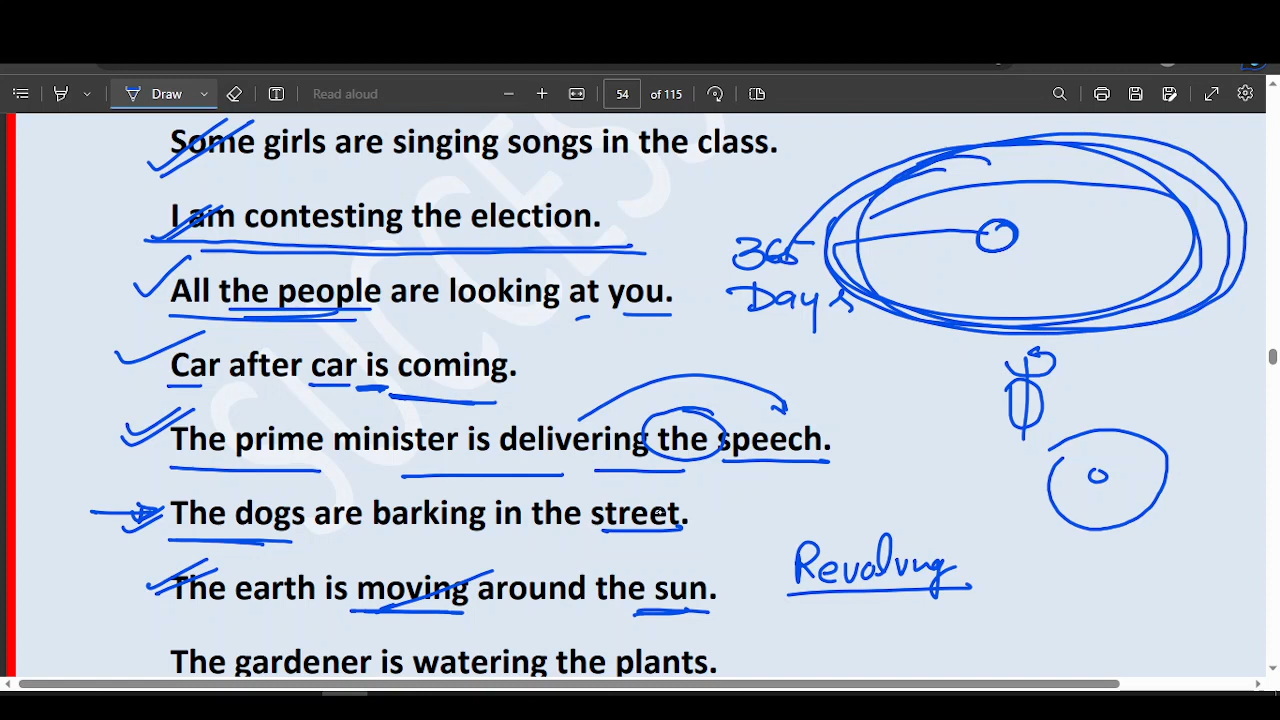 Draw
Read aloud
54 of 115
Some girls are singing songs in the class.
I am contesting the election.
All the people are looking at you.
365
Days
Car after car is coming.
The prime minister is delivering the speech.
The dogs are barking in the street.
Revolving
The earth is moving around the sun.
The gardener is watering the plants.
SUCCESS